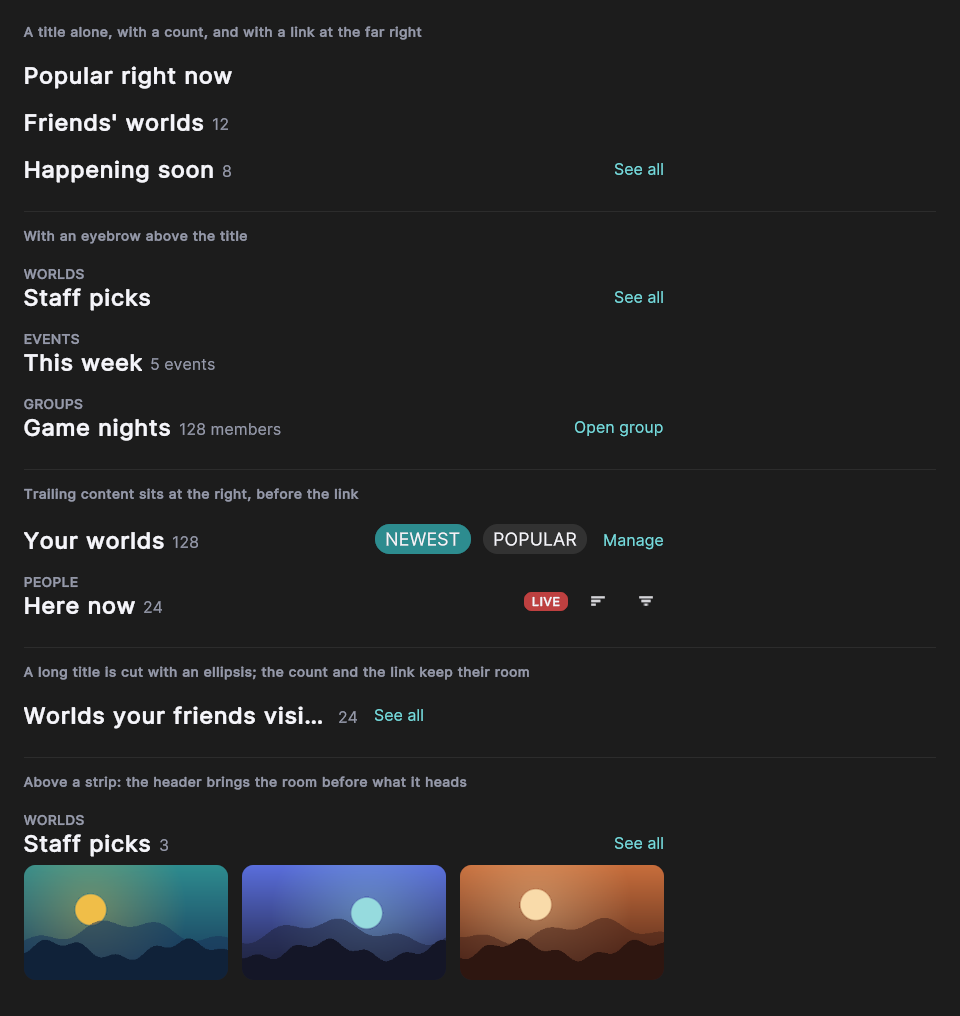 A title alone, with a count, and with a link at the far right
Popular right now
Friends' worlds 12
Happening soon 8 See all
With an eyebrow above the title
WORLDS
Staff picks See all
EVENTS
This week 5 events
GROUPS
Game nights 128 members Open group
Trailing content sits at the right, before the link
Your worlds 128 NEWEST POPULAR Manage
PEOPLE
Here now 24 LIVE
A long title is cut with an ellipsis; the count and the link keep their room
Worlds your friends visi... 24 See all
Above a strip: the header brings the room before what it heads
WORLDS
Staff picks 3 See all